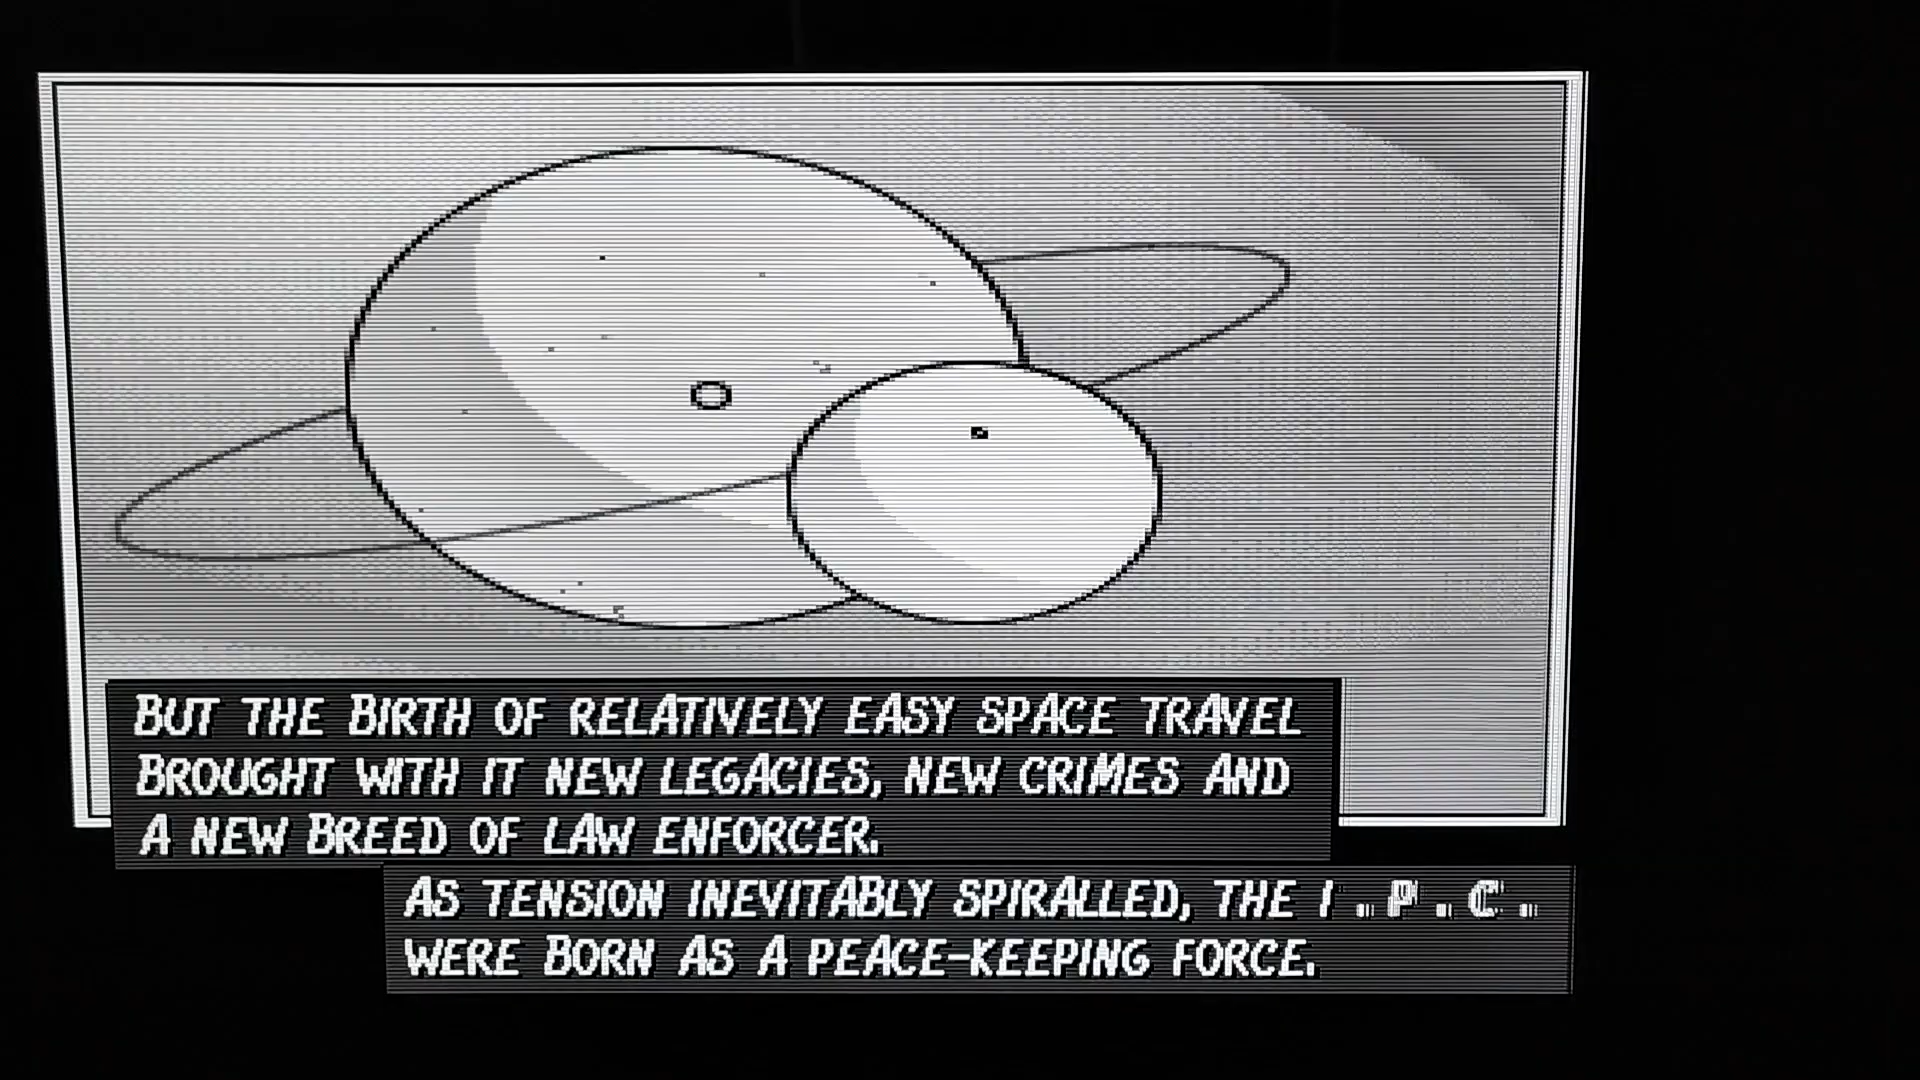 BUT THE BIRTH OF RELATIVELY EASY SPACE TRAVEL
BROUGHT WITH IT NEW LEGACIES, NEW CRIMES AND
A NEW BREED OF LAW ENFORCER.
AS TENSION INEVITABLY SPIRALLED, THE I.P.C.
WERE BORN AS A PEACE-KEEPING FORCE.